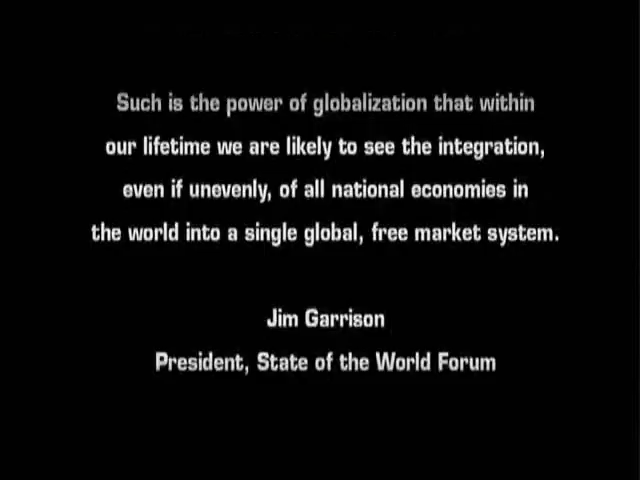 Such is the power of globalization that within
our lifetime we are likely to see the integration,
even if unevenly, of all national economies in
the world into a single global, free market system.
Jim Garrison
President, State of the World Forum